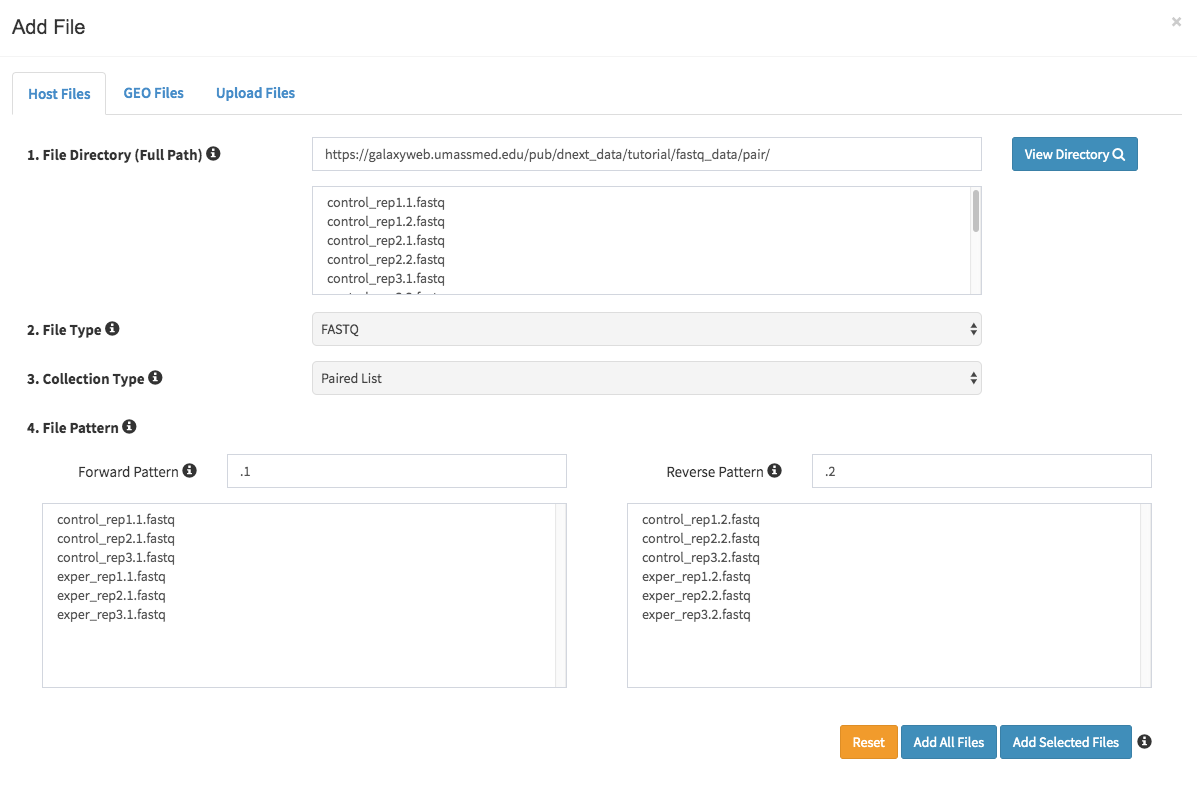 Add File
×
Host Files
GEO Files
Upload Files
1. File Directory (Full Path)
https://galaxyweb.umassmed.edu/pub/dnext_data/tutorial/fastq_data/pair/
View Directory
control_rep1.1.fastq
control_rep1.2.fastq
control_rep2.1.fastq
control_rep2.2.fastq
control_rep3.1.fastq
2. File Type
FASTQ
3. Collection Type
Paired List
4. File Pattern
Forward Pattern
.1
Reverse Pattern
.2
control_rep1.1.fastq
control_rep2.1.fastq
control_rep3.1.fastq
exper_rep1.1.fastq
exper_rep2.1.fastq
exper_rep3.1.fastq
control_rep1.2.fastq
control_rep2.2.fastq
control_rep3.2.fastq
exper_rep1.2.fastq
exper_rep2.2.fastq
exper_rep3.2.fastq
Reset
Add All Files
Add Selected Files